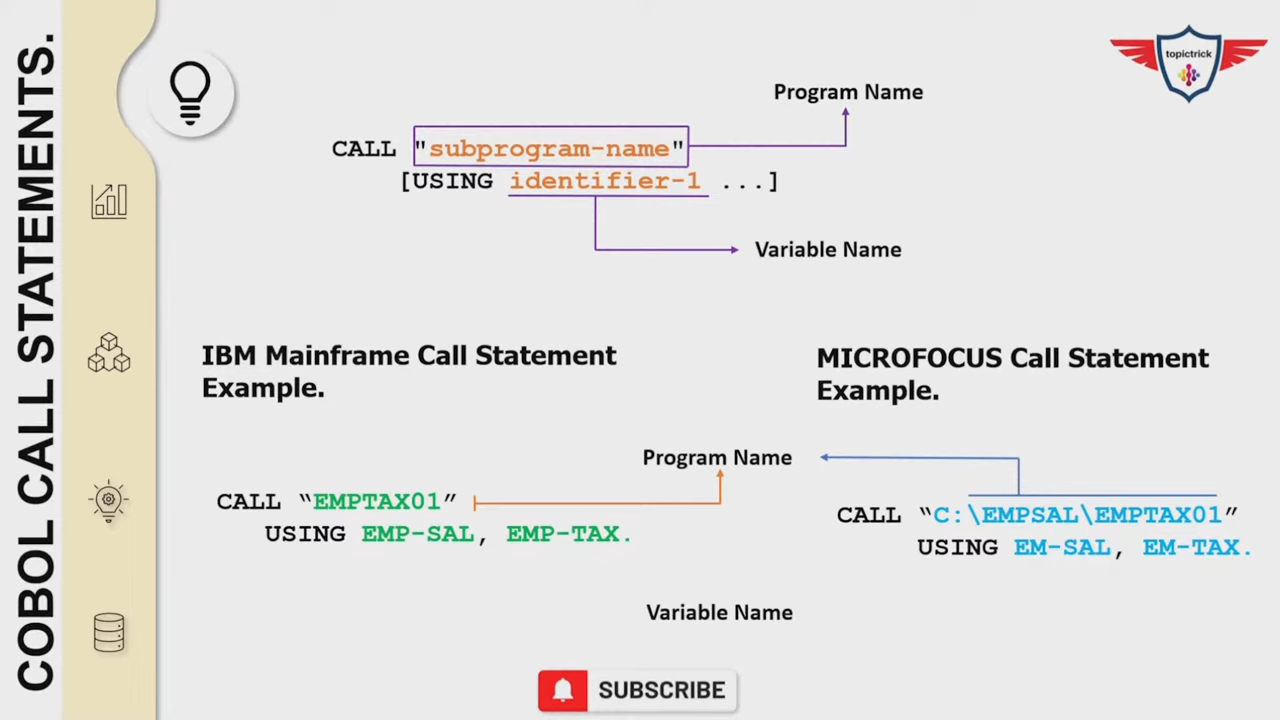 COBOL CALL STATEMENTS.
topictrick
Program Name
CALL "subprogram-name"
[USING identifier-1 ...]
Variable Name
IBM Mainframe Call Statement
Example.
MICROFOCUS Call Statement
Example.
Program Name
CALL “EMPTAX01”
USING EMP-SAL, EMP-TAX.
CALL “C:\EMPSAL\EMPTAX01”
USING EM-SAL, EM-TAX.
Variable Name
SUBSCRIBE